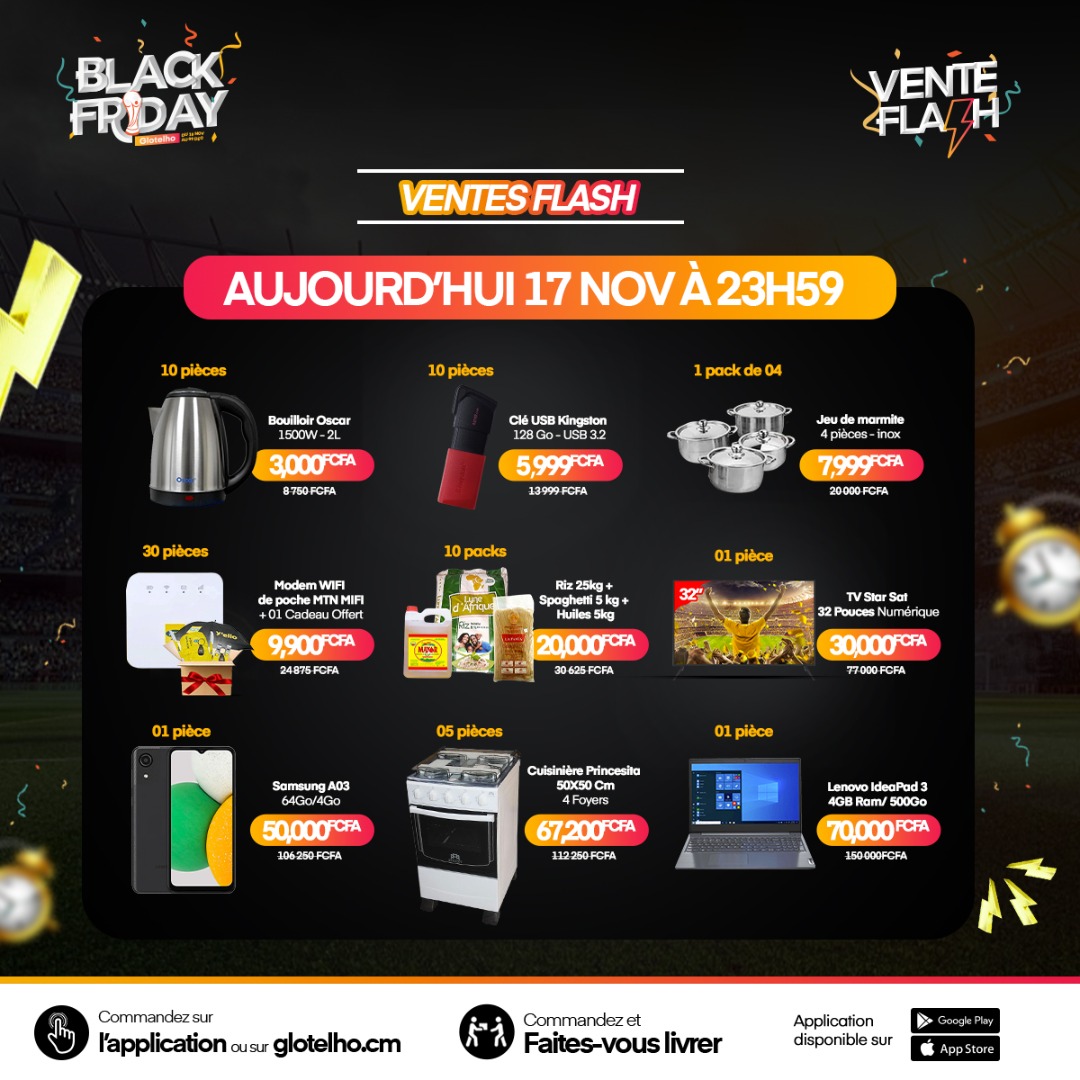 BLACK
FRIDAY
Glotelho
VENTE
FLASH
VENTES FLASH
AUJOURD'HUI 17 NOV À 23H59
10 pièces
Bouilloir Oscar
1500W - 2L
3,000FCFA
8 750 FCFA
10 pièces
Clé USB Kingston
128 Go - USB 3.2
5,999FCFA
13 999 FCFA
1 pack de 04
Jeu de marmite
4 pièces - inox
7,999FCFA
20 000 FCFA
30 pièces
Y'ello
Modem WIFI
de poche MTN MIFI
+ 01 Cadeau Offert
9,900FCFA
24 875 FCFA
10 packs
Lune
d'Afrique
MAYOR
Riz 25kg +
Spaghetti 5 kg +
Huiles 5kg
20,000FCFA
30 625 FCFA
01 pièce
32"
TV Star Sat
32 Pouces Numérique
30,000FCFA
77 000 FCFA
01 pièce
Samsung A03
64Go/4Go
50,000FCFA
106 250 FCFA
05 pièces
Cuisinière Princesita
50X50 Cm
4 Foyers
67,200FCFA
112 250 FCFA
01 pièce
Lenovo IdeaPad 3
4GB Ram/ 500Go
70,000FCFA
150 000FCFA
Commandez sur
l'application ou sur glotelho.cm
Commandez et
Faites-vous livrer
Application
disponible sur
Google Play
App Store